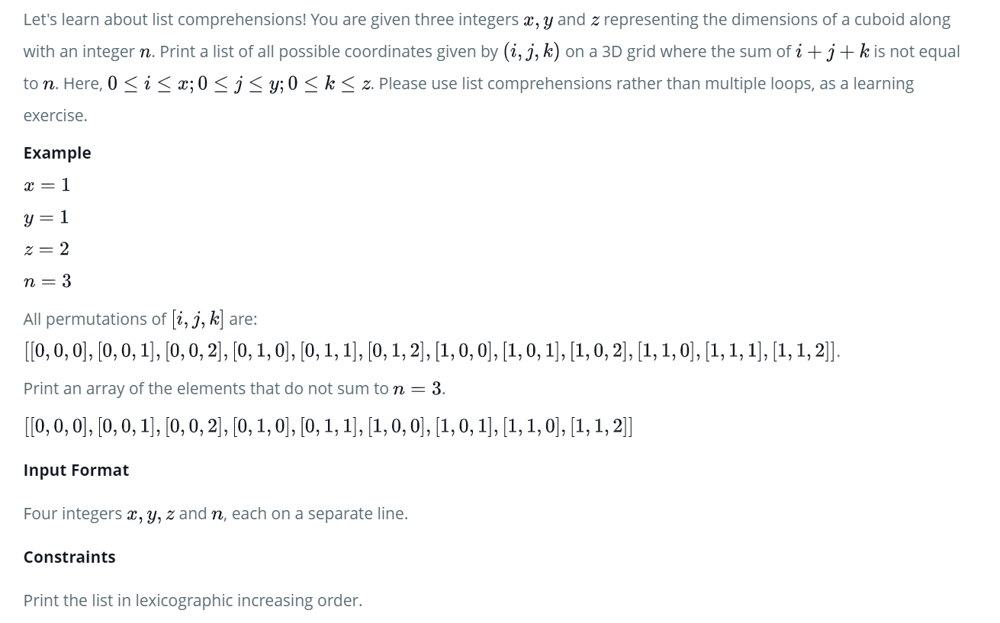 Let's learn about list comprehensions! You are given three integers x, y and z representing the dimensions of a cuboid along
with an integer n. Print a list of all possible coordinates given by (i, j, k) on a 3D grid where the sum of i + j + k is not equal
to n. Here, 0 ≤ i ≤ x; 0 ≤ j ≤ y; 0 ≤ k ≤ z. Please use list comprehensions rather than multiple loops, as a learning
exercise.
Example
x = 1
y = 1
z = 2
n = 3
All permutations of [i, j, k] are:
[[0, 0, 0], [0, 0, 1], [0, 0, 2], [0, 1, 0], [0, 1, 1], [0, 1, 2], [1, 0, 0], [1, 0, 1], [1, 0, 2], [1, 1, 0], [1, 1, 1], [1, 1, 2]].
Print an array of the elements that do not sum to n = 3.
[[0, 0, 0], [0, 0, 1], [0, 0, 2], [0, 1, 0], [0, 1, 1], [1, 0, 0], [1, 0, 1], [1, 1, 0], [1, 1, 2]]
Input Format
Four integers x, y, z and n, each on a separate line.
Constraints
Print the list in lexicographic increasing order.